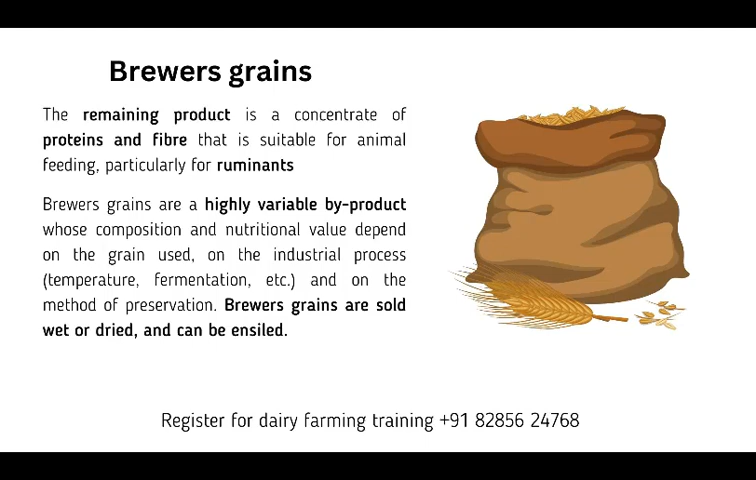 Brewers grains
The remaining product is a concentrate of
proteins and fibre that is suitable for animal
feeding, particularly for ruminants
Brewers grains are a highly variable by-product
whose composition and nutritional value depend
on the grain used, on the industrial process
(temperature, fermentation, etc.) and on the
method of preservation. Brewers grains are sold
wet or dried, and can be ensiled.
Register for dairy farming training +91 82856 24768